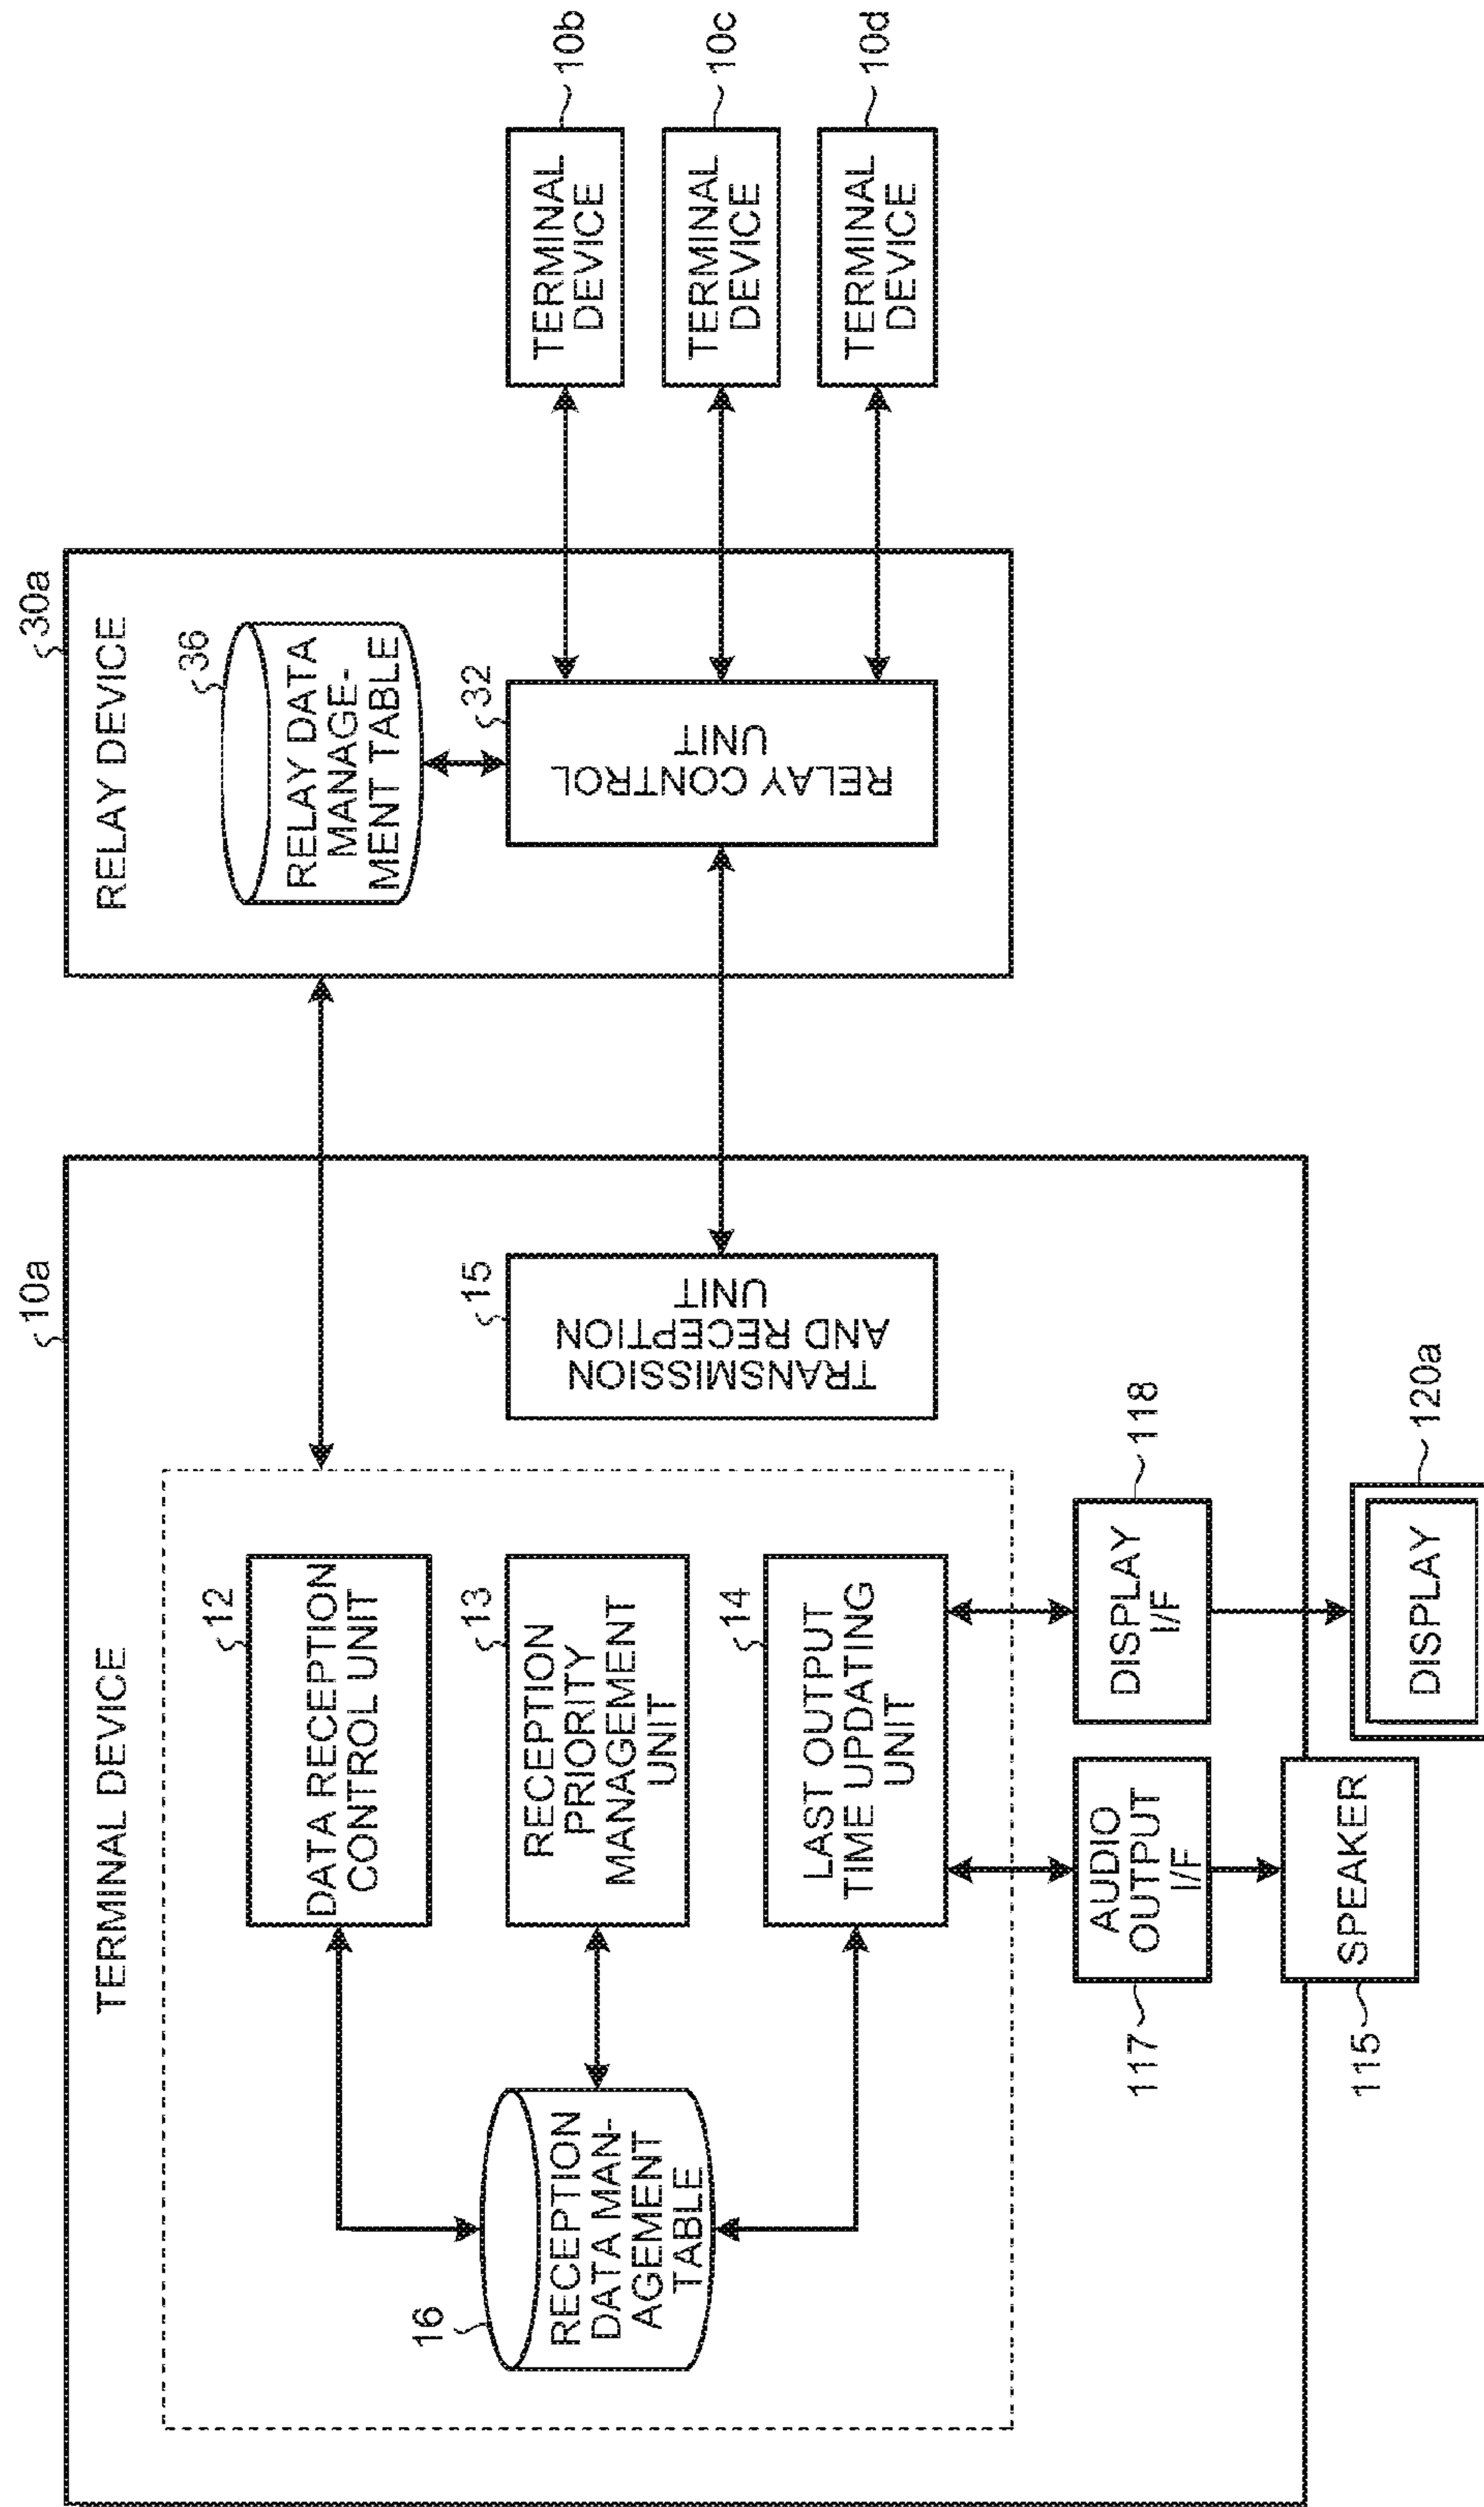 10a
TERMINAL DEVICE
16
RECEPTION
DATA MAN-
AGEMENT
TABLE
12
DATA RECEPTION
CONTROL UNIT
13
RECEPTION
PRIORITY
MANAGEMENT
UNIT
14
LAST OUTPUT
TIME UPDATING
UNIT
15
TRANSMISSION
AND RECEPTION
UNIT
117
AUDIO
OUTPUT
I/F
118
DISPLAY
I/F
115
SPEAKER
120a
DISPLAY
30a
RELAY DEVICE
36
RELAY DATA
MANAGE-
MENT TABLE
32
RELAY CONTROL
UNIT
TERMINAL
DEVICE
10b
TERMINAL
DEVICE
10c
TERMINAL
DEVICE
10d